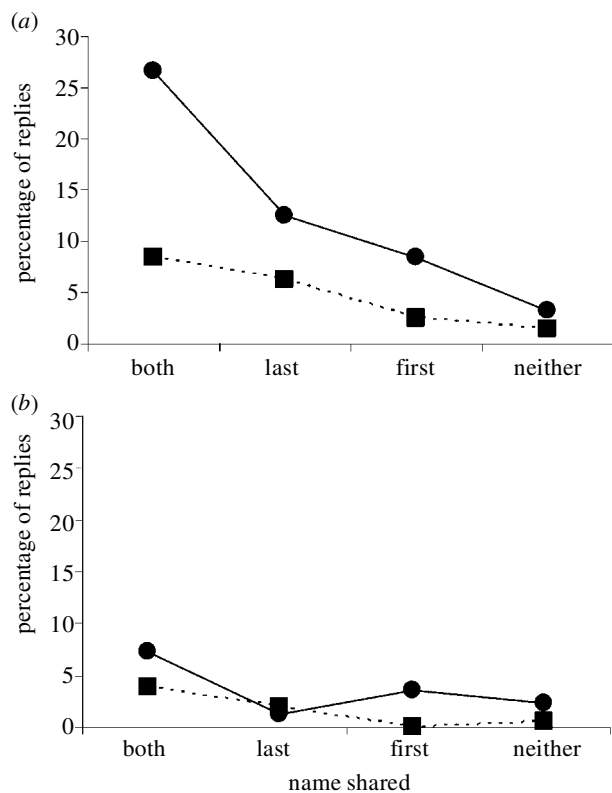 (a)
30
25
20
15
10
5
0
percentage of replies
both last first neither
(b)
30
25
20
15
10
5
0
percentage of replies
both last first neither
name shared